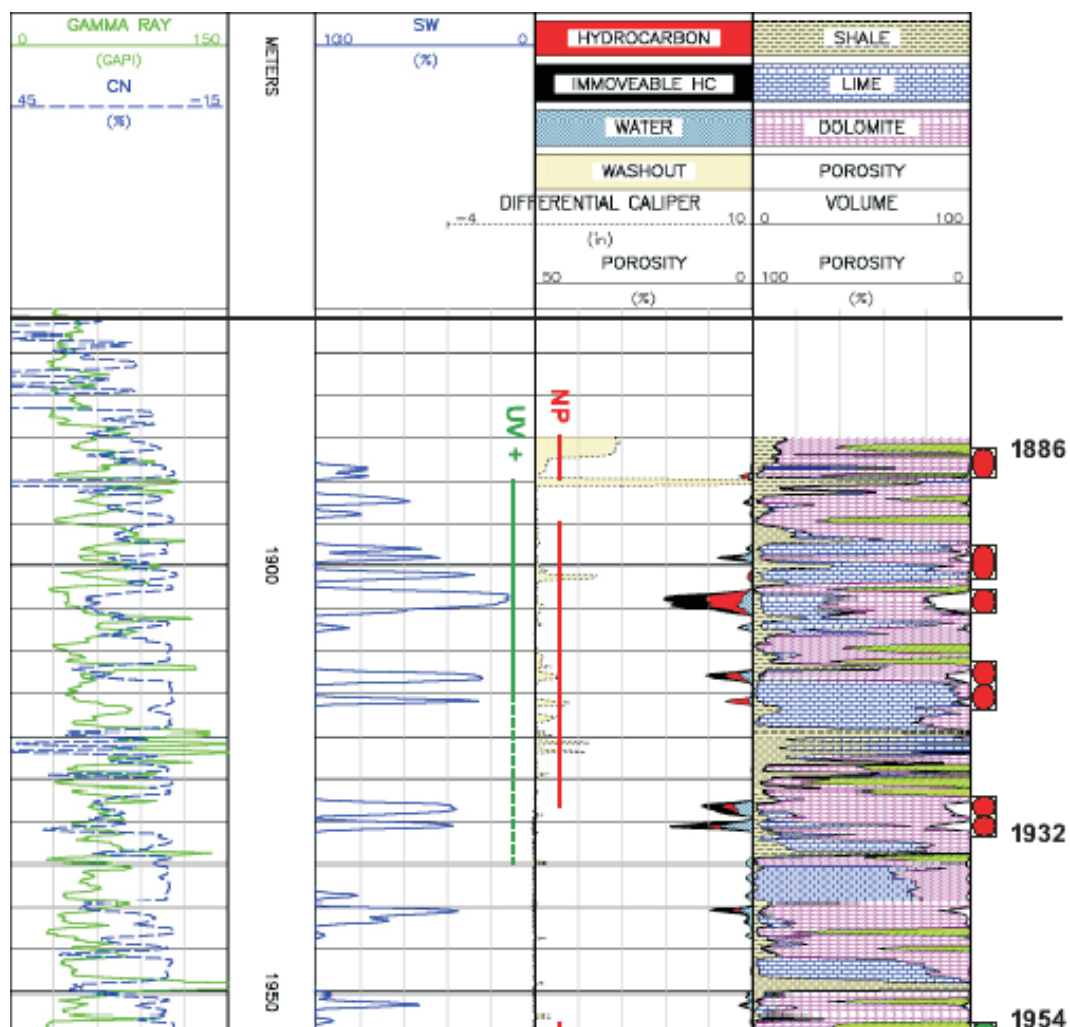 GAMMA RAY
0 150
(GAPI)
CN
45 -15
(%)
METERS
SW
100 0
(%)
HYDROCARBON
IMMOVEABLE HC
WATER
WASHOUT
DIFFERENTIAL CALIPER
-4 10
(in)
POROSITY
50 0
(%)
SHALE
LIME
DOLOMITE
POROSITY
VOLUME
0 100
POROSITY
100 0
(%)
NP
UV +
1886
1900
1932
1950
1954